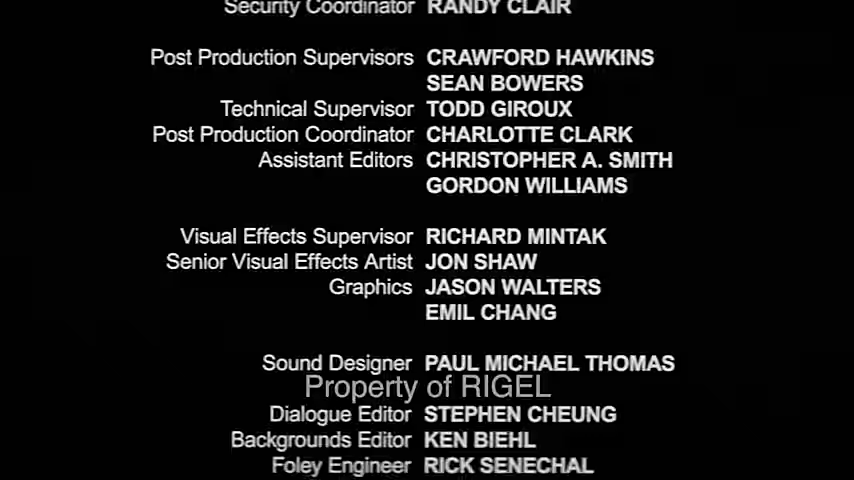 Security Coordinator RANDY CLAIR
Post Production Supervisors CRAWFORD HAWKINS
SEAN BOWERS
Technical Supervisor TODD GIROUX
Post Production Coordinator CHARLOTTE CLARK
Assistant Editors CHRISTOPHER A. SMITH
GORDON WILLIAMS
Visual Effects Supervisor RICHARD MINTAK
Senior Visual Effects Artist JON SHAW
Graphics JASON WALTERS
EMIL CHANG
Sound Designer PAUL MICHAEL THOMAS
Property of RIGEL
Dialogue Editor STEPHEN CHEUNG
Backgrounds Editor KEN BIEHL
Foley Engineer RICK SENECHAL